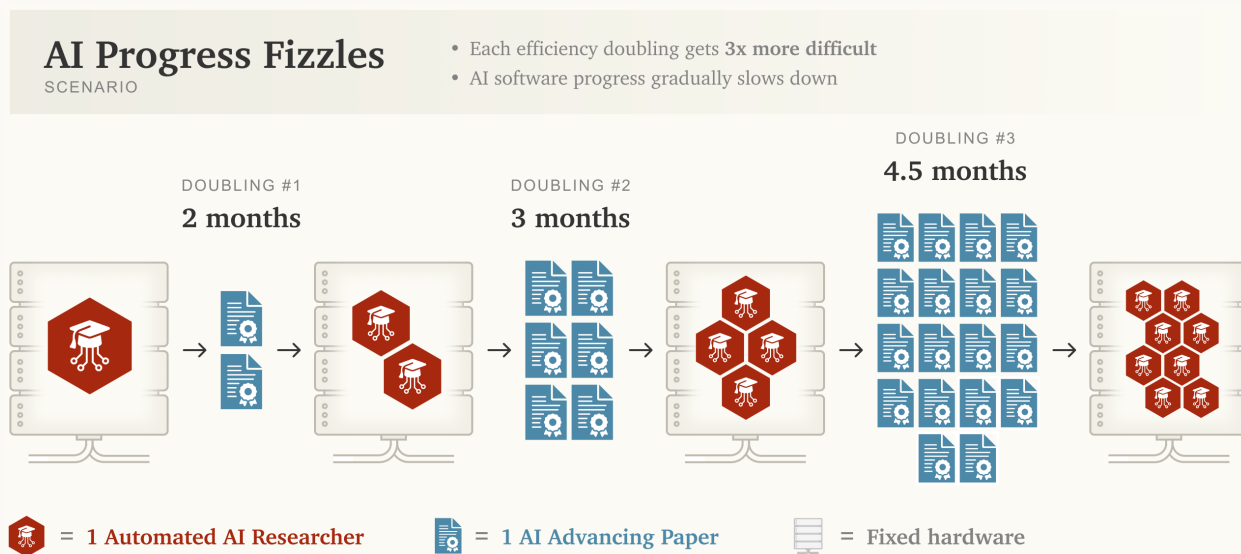 AI Progress Fizzles
SCENARIO
• Each efficiency doubling gets 3x more difficult
• AI software progress gradually slows down
DOUBLING #1
2 months
DOUBLING #2
3 months
DOUBLING #3
4.5 months
= 1 Automated AI Researcher
= 1 AI Advancing Paper
= Fixed hardware